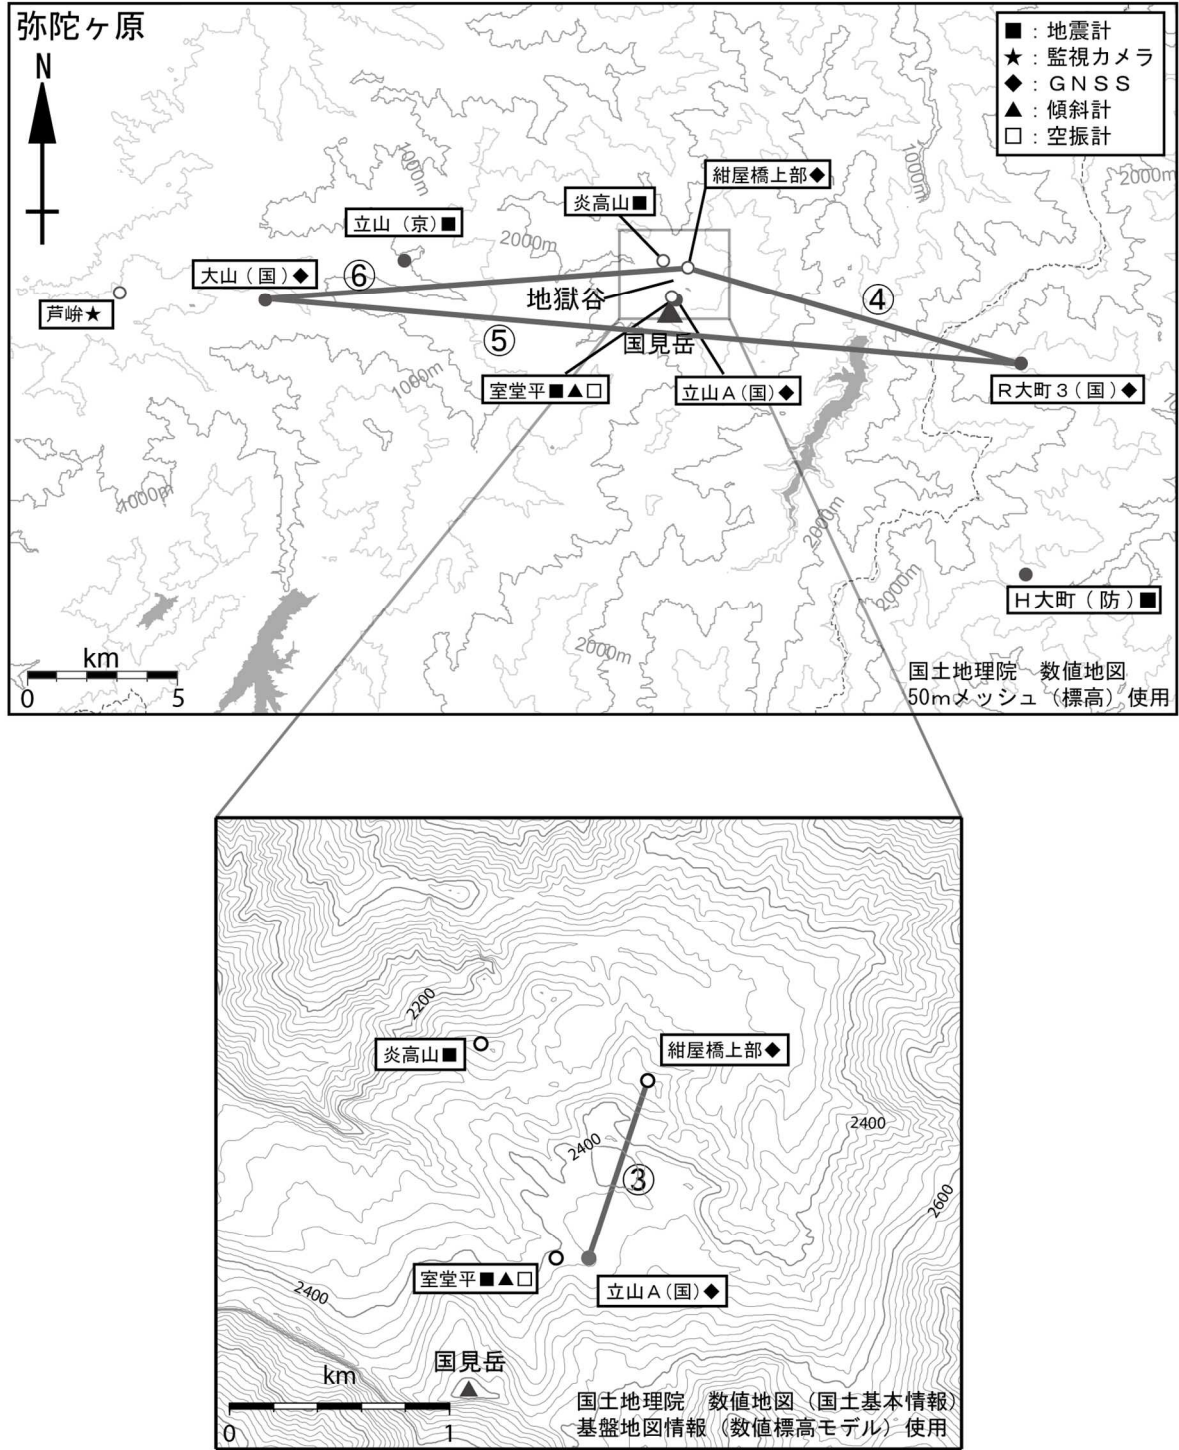 弥陀ヶ原
N
■：地震計
★：監視カメラ
◆：ＧＮＳＳ
▲：傾斜計
□：空振計
1000m
1000m
2000m
紺屋橋上部◆
炎高山■
立山（京）■
2000m
大山（国）◆
⑥
④
芦峅★
地獄谷
⑤
国見岳
室堂平■▲□
立山Ａ（国）◆
Ｒ大町３（国）◆
1000m
1000m
2000m
2000m
Ｈ大町（防）■
2000m
km
0 5
国土地理院　数値地図
50mメッシュ（標高）使用
2200
炎高山■
紺屋橋上部◆
2400
2400
③
2600
室堂平■▲□
立山Ａ（国）◆
2400
国見岳
km
0 1
国土地理院　数値地図（国土基本情報）
基盤地図情報（数値標高モデル）使用